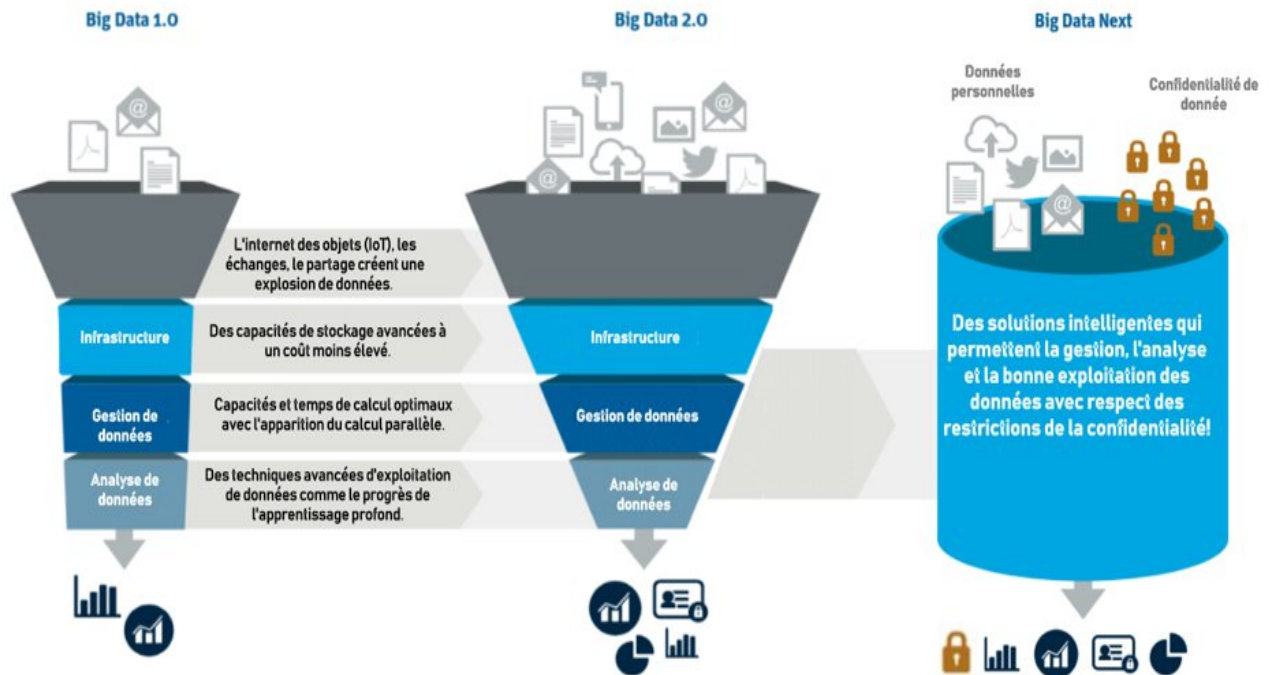 Big Data 1.0
Big Data 2.0
Big Data Next
Données
personnelles
Confidentialité de
donnée
L'internet des objets (IoT), les
échanges, le partage créent une
explosion de données.
Infrastructure
Des capacités de stockage avancées à
un coût moins élevé.
Infrastructure
Gestion de
données
Capacités et temps de calcul optimaux
avec l'apparition du calcul parallèle.
Gestion de données
Analyse de
données
Des techniques avancées d'exploitation
de données comme le progrès de
l'apprentissage profond.
Analyse de
données
Des solutions intelligentes qui
permettent la gestion, l'analyse
et la bonne exploitation des
données avec respect des
restrictions de la confidentialité!